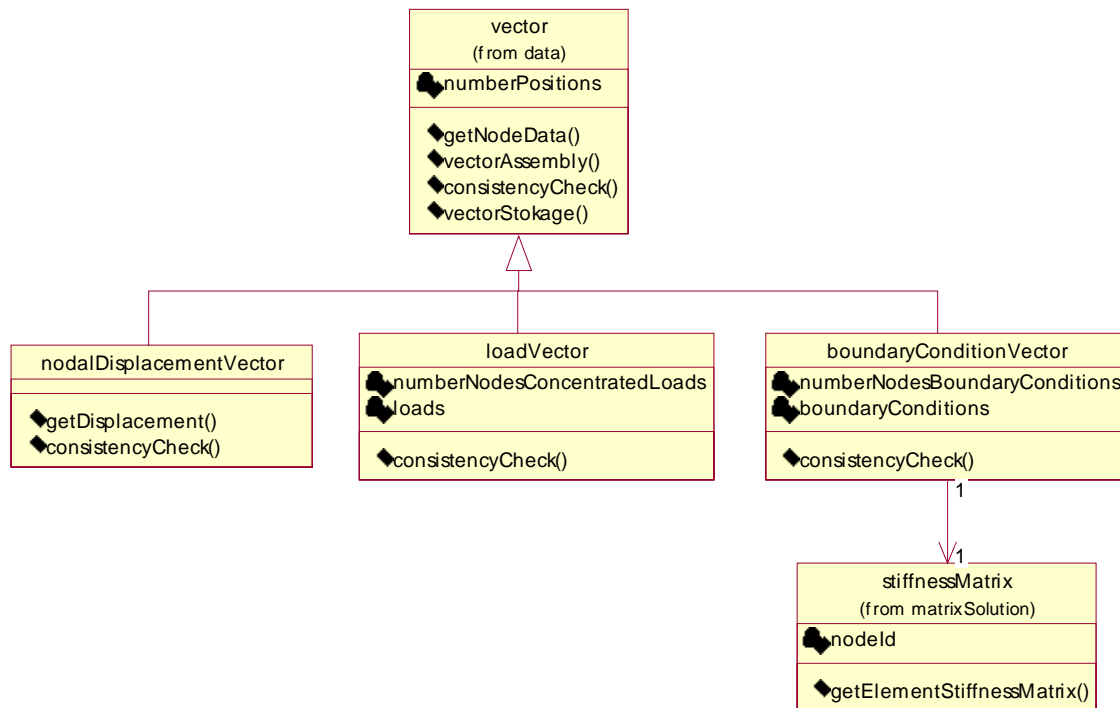 vector
(from data)
numberPositions
getNodeData()
vectorAssembly()
consistencyCheck()
vectorStokage()
nodalDisplacementVector
getDisplacement()
consistencyCheck()
loadVector
numberNodesConcentratedLoads
loads
consistencyCheck()
boundaryConditionVector
numberNodesBoundaryConditions
boundaryConditions
consistencyCheck()
1
1
stiffnessMatrix
(from matrixSolution)
nodeId
getElementStiffnessMatrix()